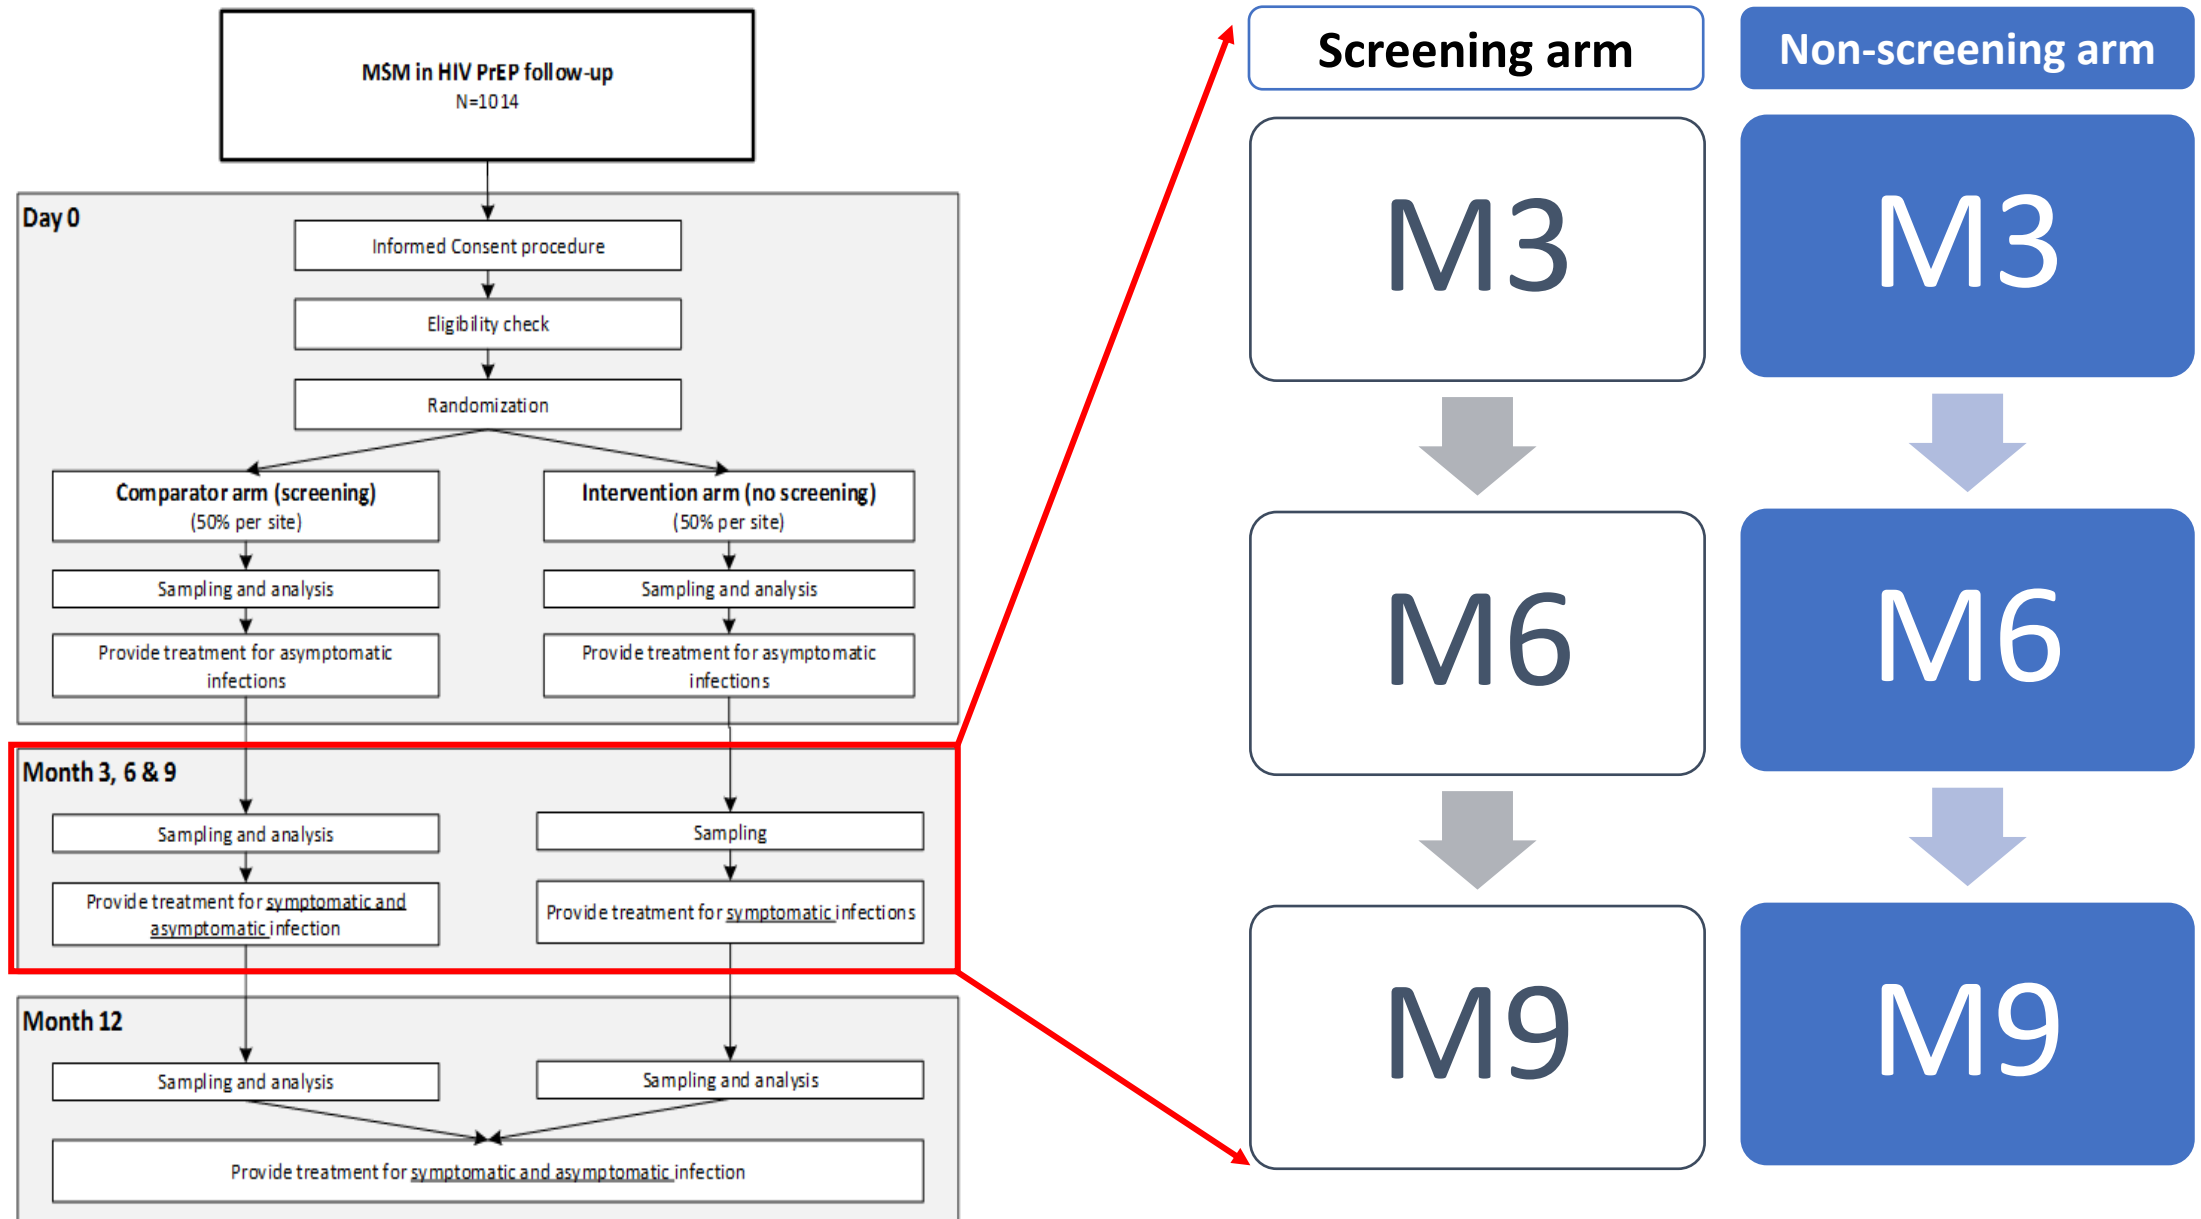 MSM in HIV PrEP follow-up
N=1014
Day 0
Informed Consent procedure
Eligibility check
Randomization
Comparator arm (screening)
(50% per site)
Intervention arm (no screening)
(50% per site)
Sampling and analysis
Sampling and analysis
Provide treatment for asymptomatic
infections
Provide treatment for asymptomatic
infections
Month 3, 6 & 9
Sampling and analysis
Sampling
Provide treatment for symptomatic and
asymptomatic infection
Provide treatment for symptomatic infections
Month 12
Sampling and analysis
Sampling and analysis
Provide treatment for symptomatic and asymptomatic infection
Screening arm
Non-screening arm
M3
M3
M6
M6
M9
M9